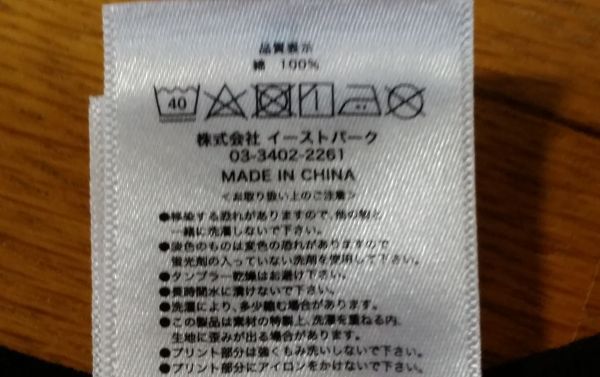 品質表示
綿 100%
40
株式会社 イーストパーク
03-3402-2261
MADE IN CHINA
<お取り扱い上のご注意>
●移染する恐れがありますので、他の物と
一緒に洗濯しないで下さい。
●淡色のものは変色の恐れがありますので
蛍光剤の入っていない洗剤を使用して下さい。
●タンブラー乾燥はお避け下さい。
●長時間水に漬けないで下さい。
●洗濯により、多少縮む場合があります。
●この製品は素材の特製上、洗濯を重ねる内、
生地に歪みが出る場合があります。
●プリント部分は強くもみ洗いしないで下さい。
●プリント部分にアイロンをかけないで下さい。